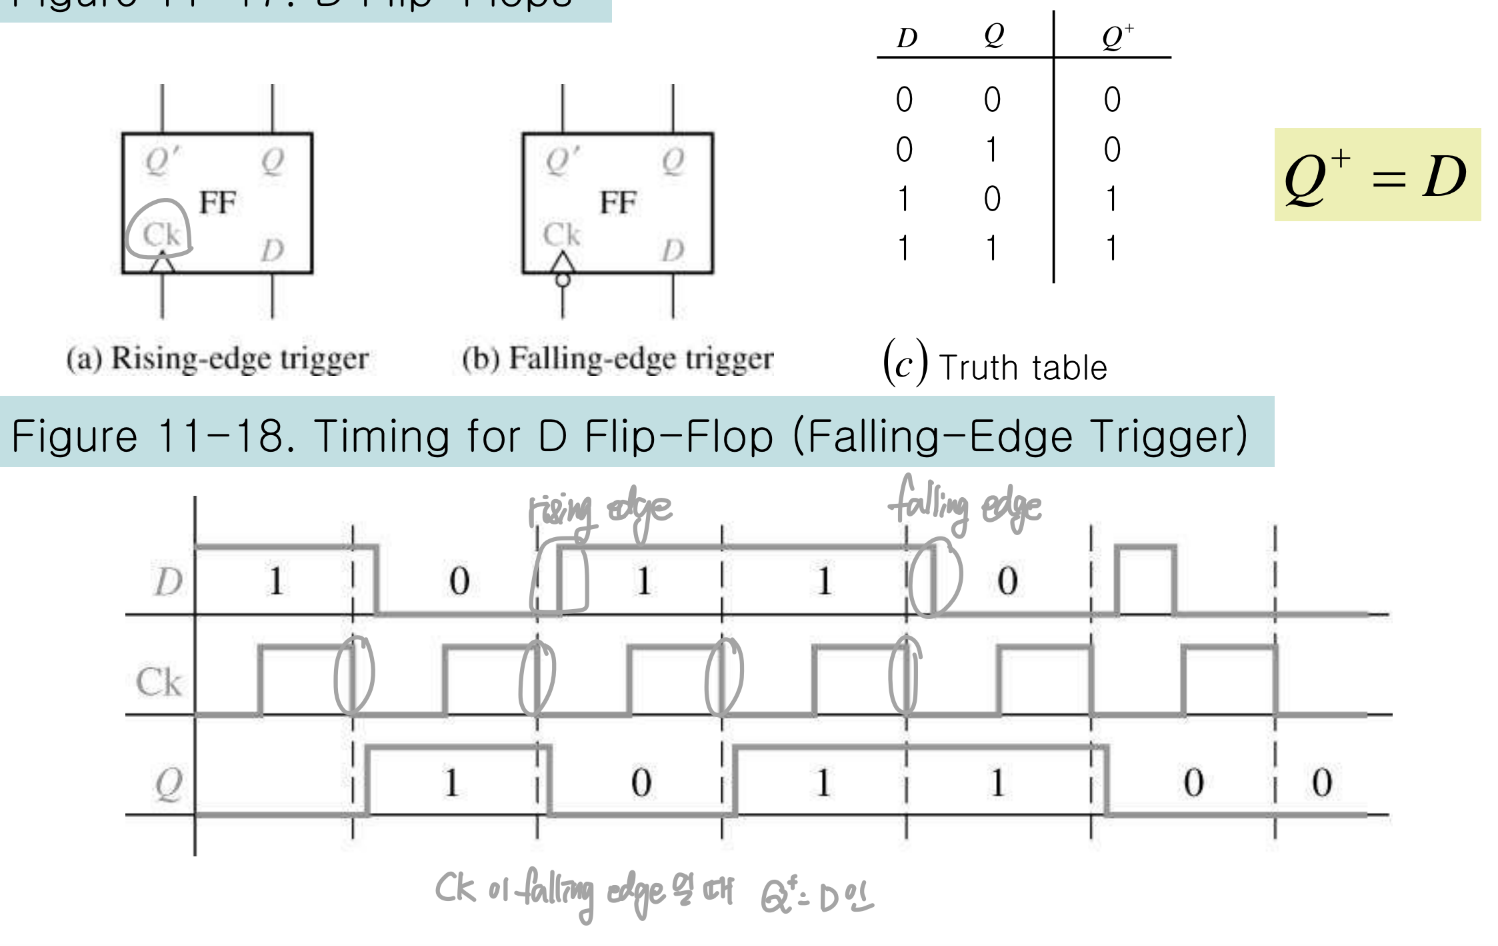 Figure 11-17. D Flip-Flops
D Q Q⁺
0 0 0
0 1 0
1 0 1
1 1 1
Q⁺ = D
Q′ Q
FF
Ck
D
Q′ Q
FF
Ck
D
(a) Rising-edge trigger
(b) Falling-edge trigger
(c) Truth table
Figure 11-18. Timing for D Flip-Flop (Falling-Edge Trigger)
rising edge
falling edge
D 1 0 1 1 0
Ck
Q 1 0 1 1 0 0
Ck 이 falling edge 일 때 Q⁺= D 인